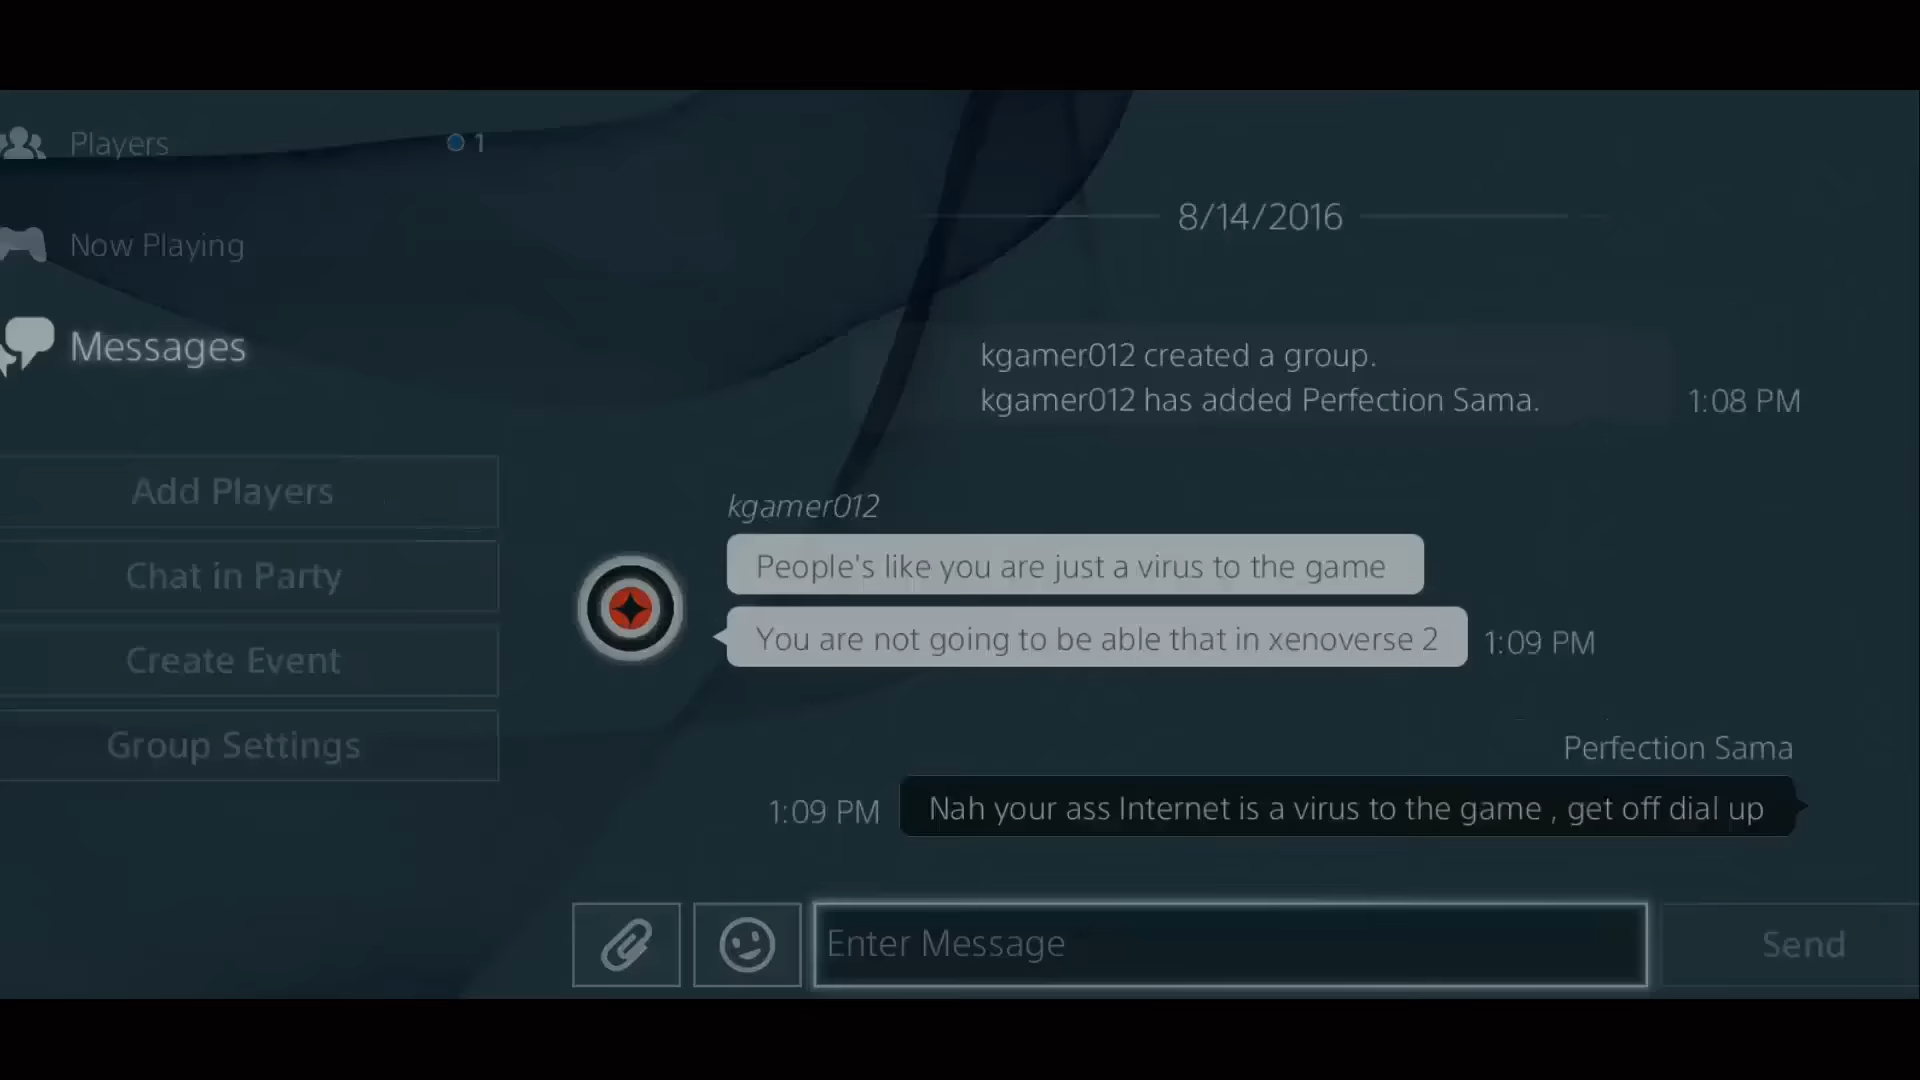 Players
1
Now Playing
Messages
Add Players
Chat in Party
Create Event
Group Settings
8/14/2016
kgamer012 created a group.
kgamer012 has added Perfection Sama.
1:08 PM
kgamer012
People's like you are just a virus to the game
You are not going to be able that in xenoverse 2
1:09 PM
Perfection Sama
1:09 PM
Nah your ass Internet is a virus to the game , get off dial up
Enter Message
Send